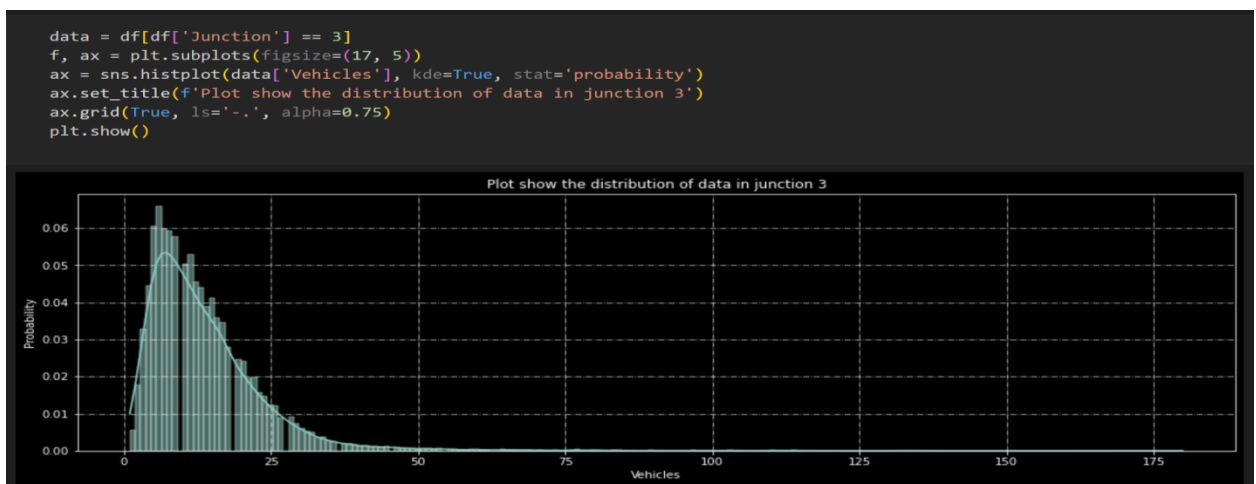 data = df[df['Junction'] == 3]
f, ax = plt.subplots(figsize=(17, 5))
ax = sns.histplot(data['Vehicles'], kde=True, stat='probability')
ax.set_title(f'Plot show the distribution of data in junction 3')
ax.grid(True, ls='-.', alpha=0.75)
plt.show()
Plot show the distribution of data in junction 3
0.06
0.05
0.04
0.03
0.02
0.01
0.00
Probability
0 25 50 75 100 125 150 175
Vehicles